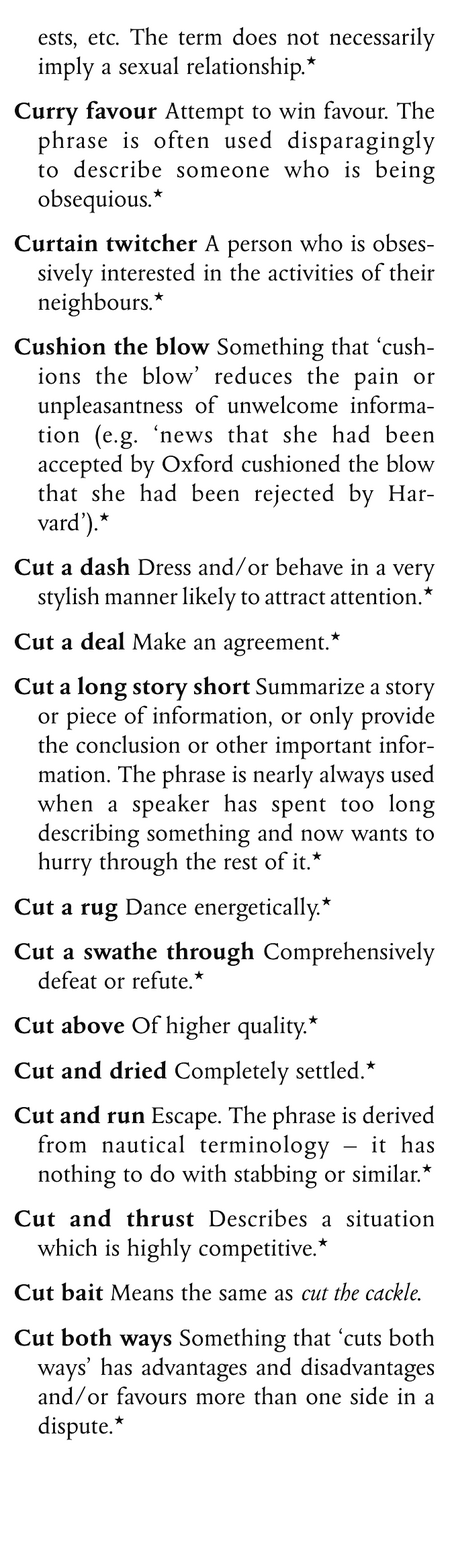 ests, etc. The term does not necessarily
imply a sexual relationship.★
Curry favour Attempt to win favour. The
phrase is often used disparagingly
to describe someone who is being
obsequious.★
Curtain twitcher A person who is obses-
sively interested in the activities of their
neighbours.★
Cushion the blow Something that ‘cush-
ions the blow’ reduces the pain or
unpleasantness of unwelcome informa-
tion (e.g. ‘news that she had been
accepted by Oxford cushioned the blow
that she had been rejected by Har-
vard’).★
Cut a dash Dress and/or behave in a very
stylish manner likely to attract attention.★
Cut a deal Make an agreement.★
Cut a long story short Summarize a story
or piece of information, or only provide
the conclusion or other important infor-
mation. The phrase is nearly always used
when a speaker has spent too long
describing something and now wants to
hurry through the rest of it.★
Cut a rug Dance energetically.★
Cut a swathe through Comprehensively
defeat or refute.★
Cut above Of higher quality.★
Cut and dried Completely settled.★
Cut and run Escape. The phrase is derived
from nautical terminology – it has
nothing to do with stabbing or similar.★
Cut and thrust Describes a situation
which is highly competitive.★
Cut bait Means the same as cut the cackle.
Cut both ways Something that ‘cuts both
ways’ has advantages and disadvantages
and/or favours more than one side in a
dispute.★